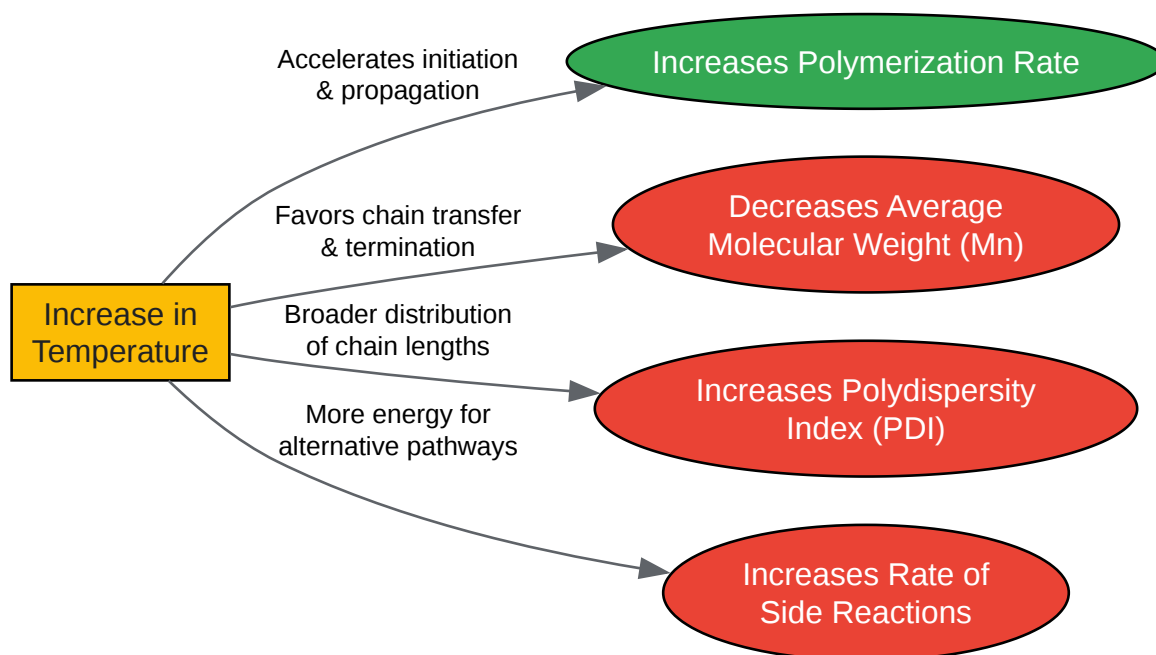 Accelerates initiation
& propagation
Increases Polymerization Rate
Favors chain transfer
& termination
Decreases Average
Molecular Weight (Mn)
Increase in
Temperature
Broader distribution
of chain lengths
Increases Polydispersity
Index (PDI)
More energy for
alternative pathways
Increases Rate of
Side Reactions